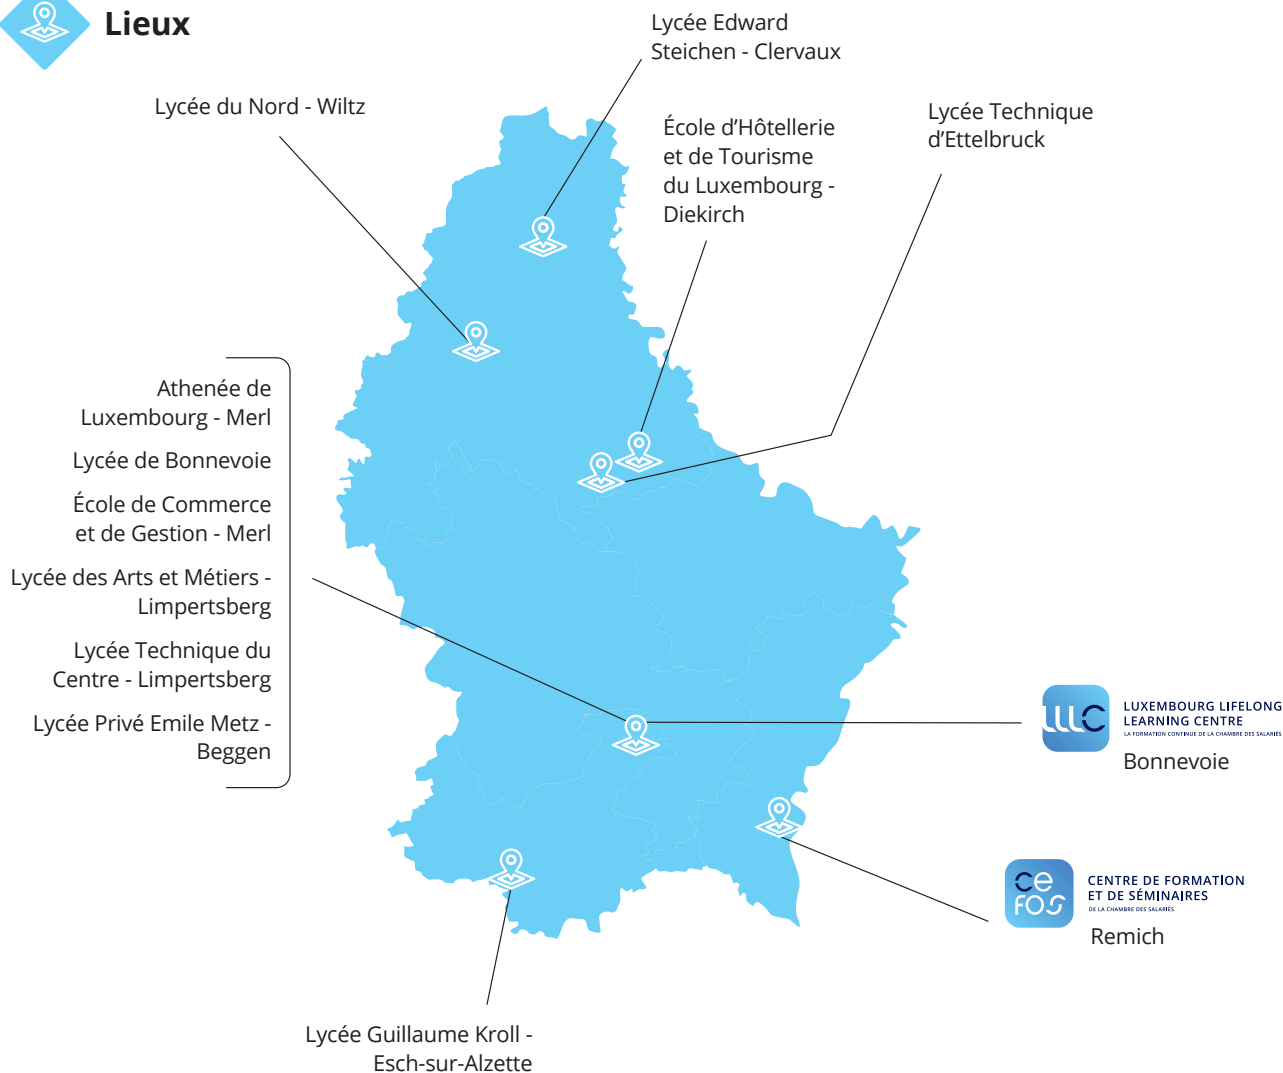 Lieux
Lycée Edward
Steichen - Clervaux
Lycée du Nord - Wiltz
École d’Hôtellerie
et de Tourisme
du Luxembourg -
Diekirch
Lycée Technique
d’Ettelbruck
Athenée de
Luxembourg - Merl
Lycée de Bonnevoie
École de Commerce
et de Gestion - Merl
Lycée des Arts et Métiers -
Limpertsberg
Lycée Technique du
Centre - Limpertsberg
Lycée Privé Emile Metz -
Beggen
LLLC
LUXEMBOURG LIFELONG
LEARNING CENTRE
LA FORMATION CONTINUE DE LA CHAMBRE DES SALARIÉS
Bonnevoie
CE
FOS
CENTRE DE FORMATION
ET DE SÉMINAIRES
DE LA CHAMBRE DES SALARIÉS
Remich
Lycée Guillaume Kroll -
Esch-sur-Alzette